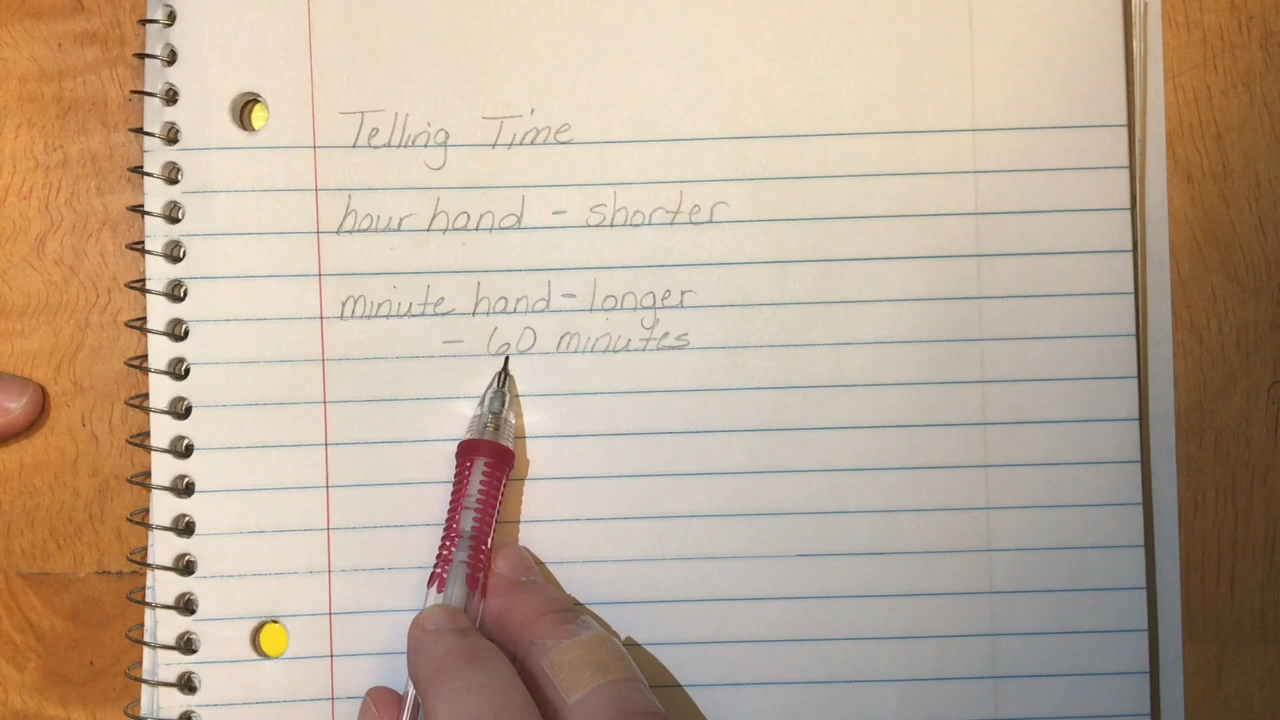 Telling Time
hour hand - shorter
minute hand - longer
- 60 minutes